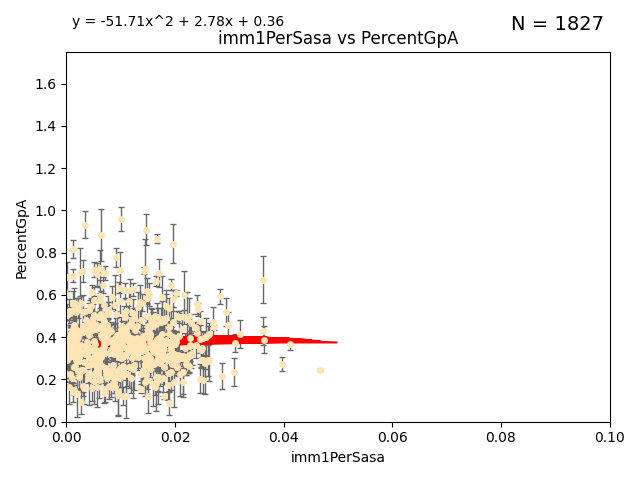 y = -51.71x^2 + 2.78x + 0.36
N = 1827
imm1PerSasa vs PercentGpA
1.6
1.4
1.2
1.0
0.8
0.6
0.4
0.2
0.0
PercentGpA
0.00 0.02 0.04 0.06 0.08 0.10
imm1PerSasa